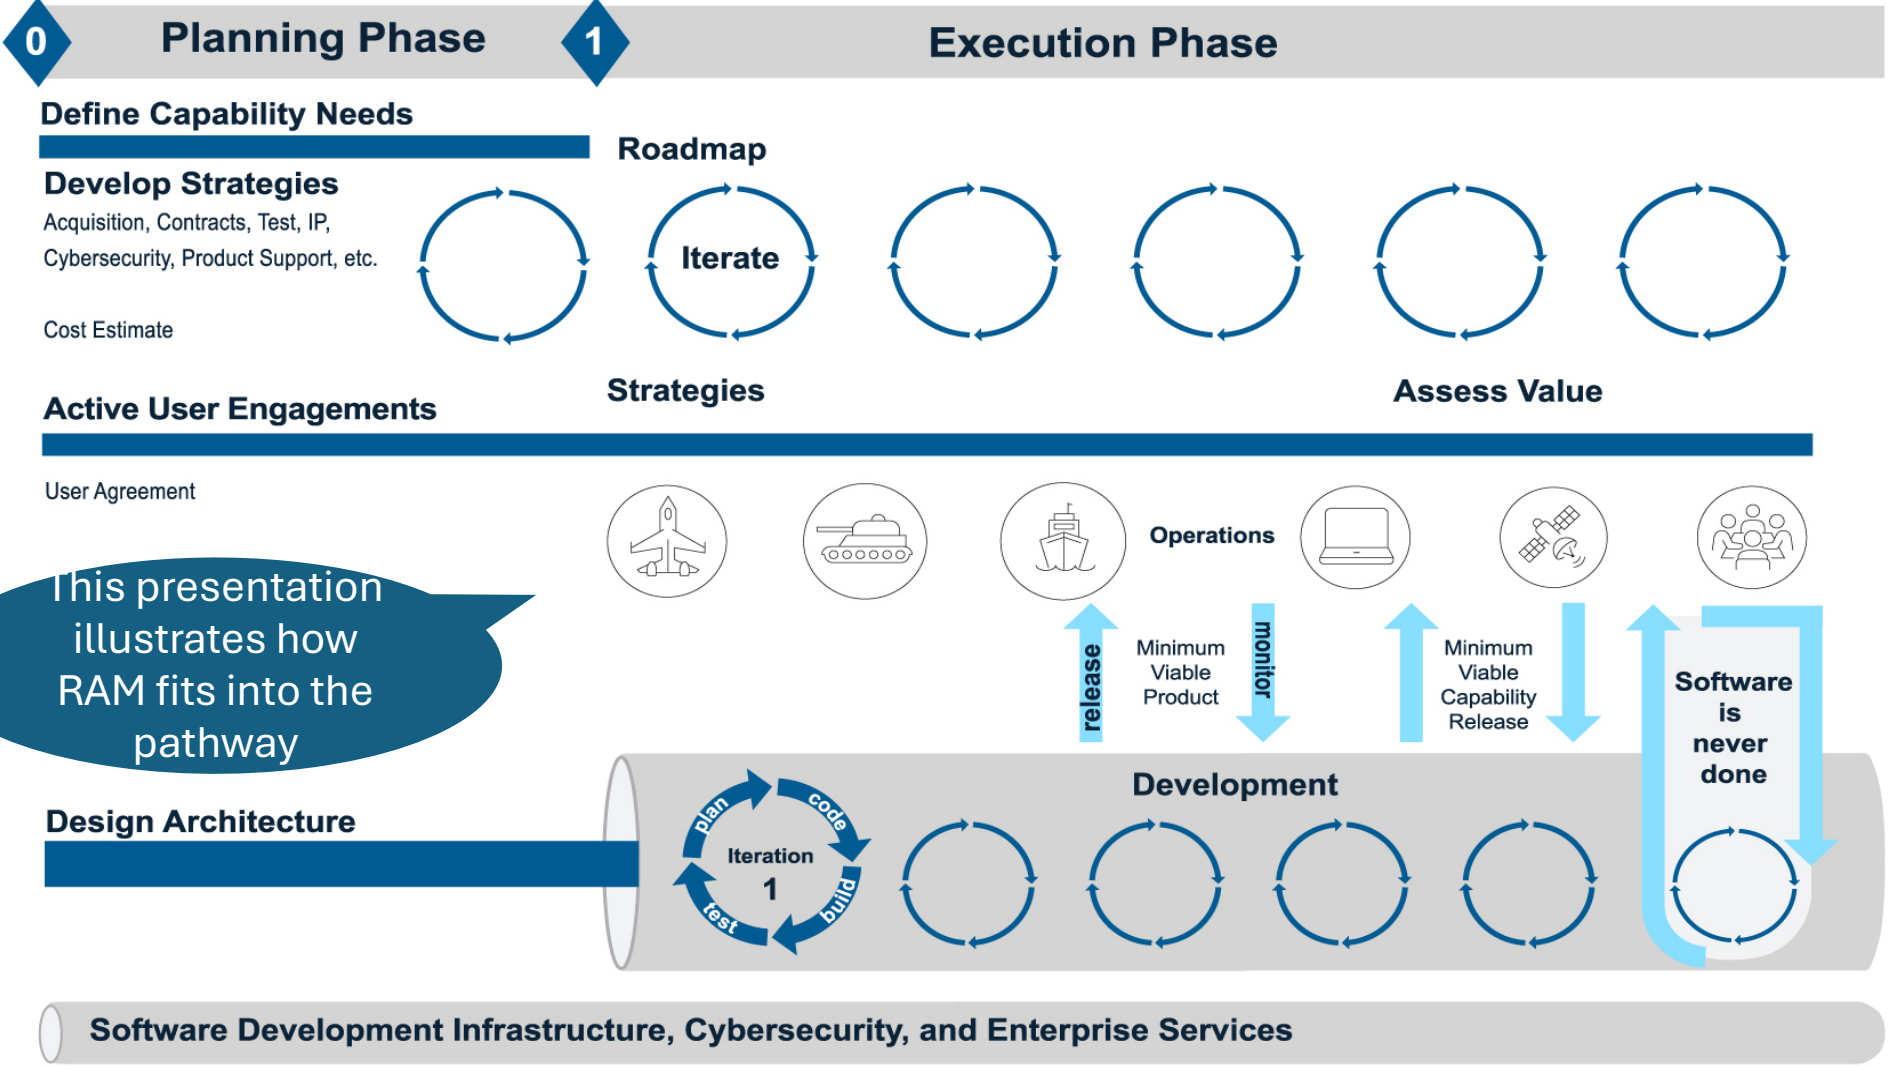 0
Planning Phase
1
Execution Phase
Define Capability Needs
Roadmap
Develop Strategies
Acquisition, Contracts, Test, IP,
Cybersecurity, Product Support, etc.
Iterate
Cost Estimate
Strategies
Assess Value
Active User Engagements
User Agreement
Operations
This presentation
illustrates how
RAM fits into the
pathway
release
Minimum
Viable
Product
monitor
Minimum
Viable
Capability
Release
Software
is
never
done
Development
Design Architecture
plan
code
build
test
Iteration
1
Software Development Infrastructure, Cybersecurity, and Enterprise Services